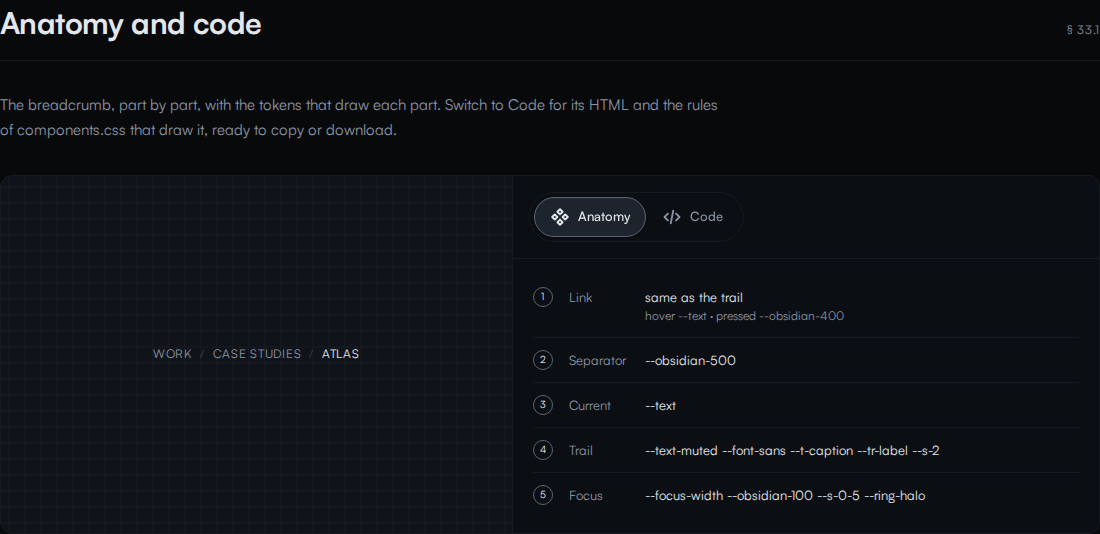 Anatomy and code
§ 33.1
The breadcrumb, part by part, with the tokens that draw each part. Switch to Code for its HTML and the rules
of components.css that draw it, ready to copy or download.
Anatomy
Code
WORK / CASE STUDIES / ATLAS
1 Link same as the trail
hover --text · pressed --obsidian-400
2 Separator --obsidian-500
3 Current --text
4 Trail --text-muted --font-sans --t-caption --tr-label --s-2
5 Focus --focus-width --obsidian-100 --s-0-5 --ring-halo